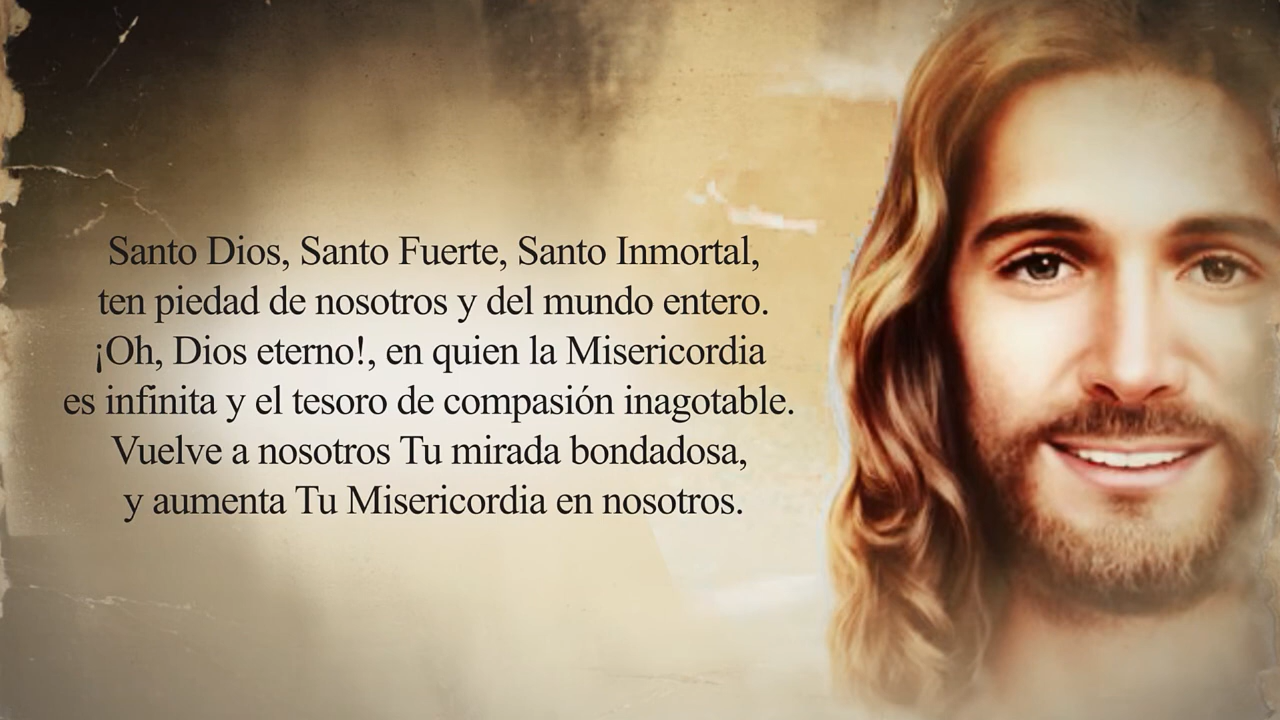 Santo Dios, Santo Fuerte, Santo Inmortal,
ten piedad de nosotros y del mundo entero.
¡Oh, Dios eterno!, en quien la Misericordia
es infinita y el tesoro de compasión inagotable.
Vuelve a nosotros Tu mirada bondadosa,
y aumenta Tu Misericordia en nosotros.